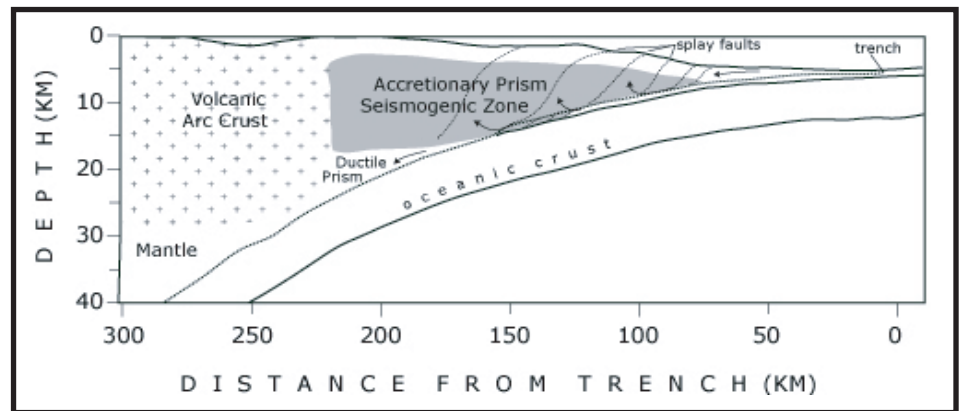 0
10
20
30
40
DEPTH (KM)
splay faults
trench
Accretionary Prism
Seismogenic Zone
Volcanic
Arc Crust
Ductile
Prism
oceanic crust
Mantle
300 250 200 150 100 50 0
DISTANCE FROM TRENCH (KM)